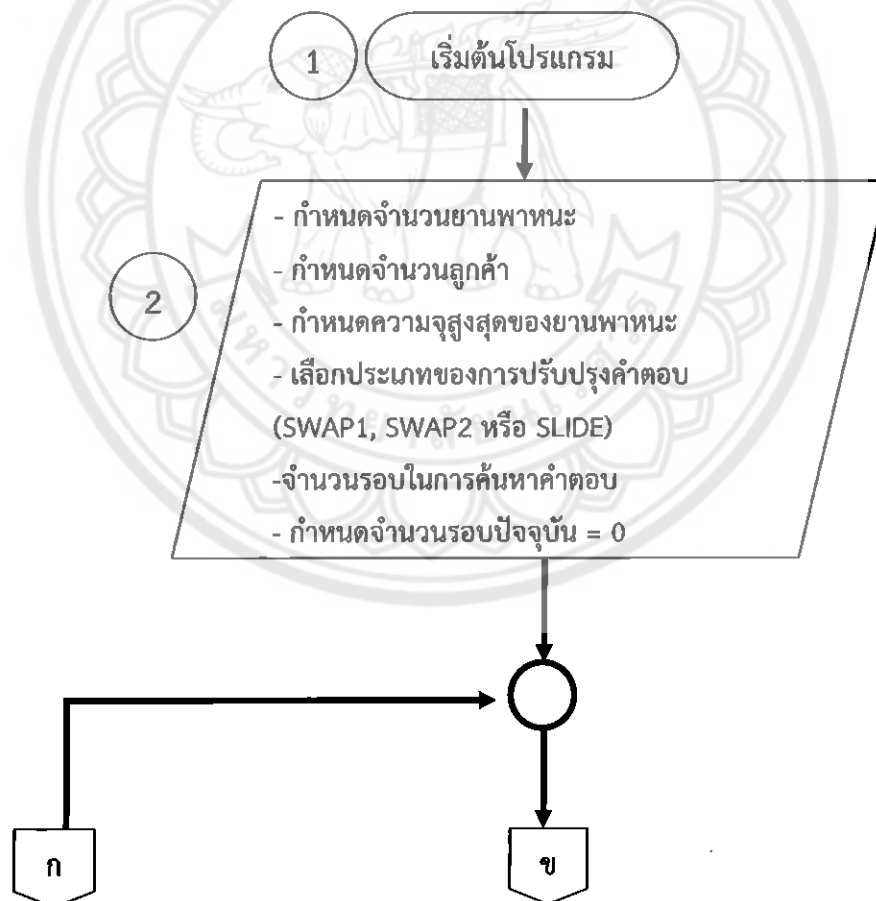 1
เริ่มต้นโปรแกรม
2
- กำหนดจำนวนยานพาหนะ
- กำหนดจำนวนลูกค้า
- กำหนดความจุสูงสุดของยานพาหนะ
- เลือกประเภทของการปรับปรุงคำตอบ
(SWAP1, SWAP2 หรือ SLIDE)
-จำนวนรอบในการค้นหาคำตอบ
- กำหนดจำนวนรอบปัจจุบัน = 0
ก
ข